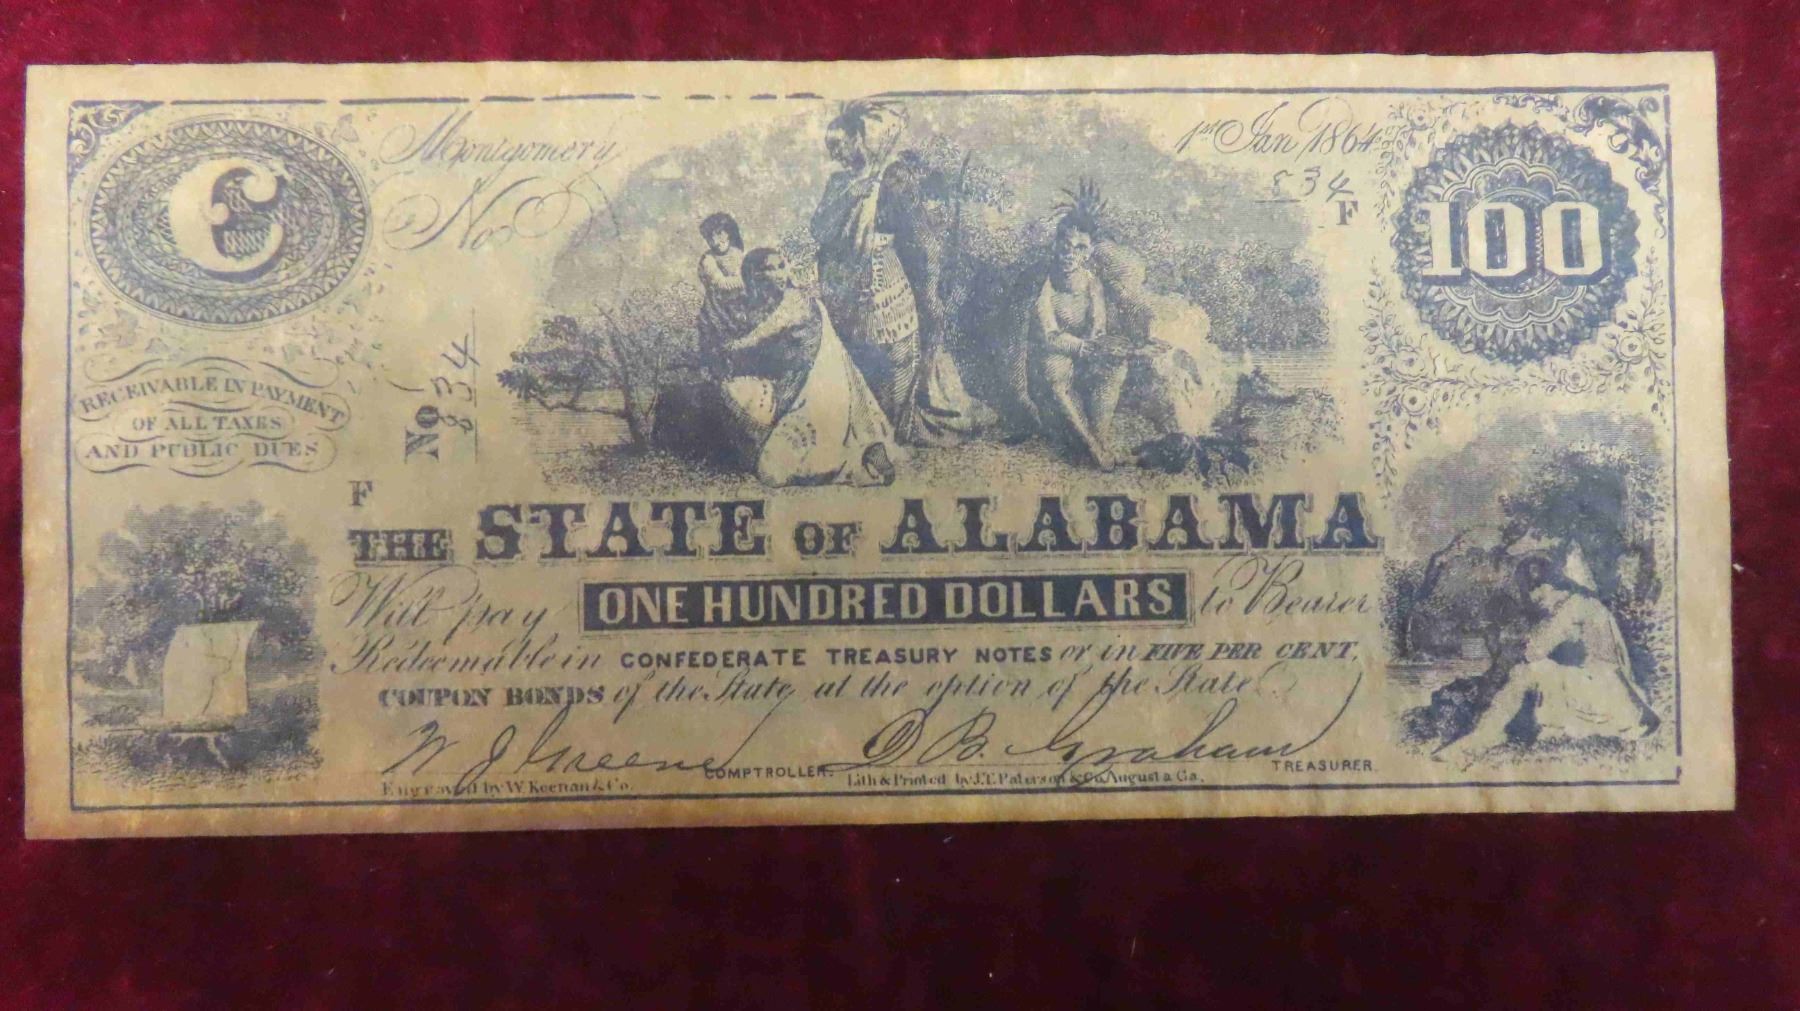 C
Montgomery
1st Jan 1864
No
834
F
100
RECEIVABLE IN PAYMENT
OF ALL TAXES
AND PUBLIC DUES
No 834
F
THE STATE OF ALABAMA
Will pay ONE HUNDRED DOLLARS to Bearer
Redeemable in CONFEDERATE TREASURY NOTES or in FIVE PER CENT,
COUPON BONDS of the State, at the option of the State
W J Greene COMPTROLLER.
D B. Graham TREASURER.
Engraved by W. Keenan & Co.
Lith & Printed by J.T. Paterson & Co Augusta Ga.